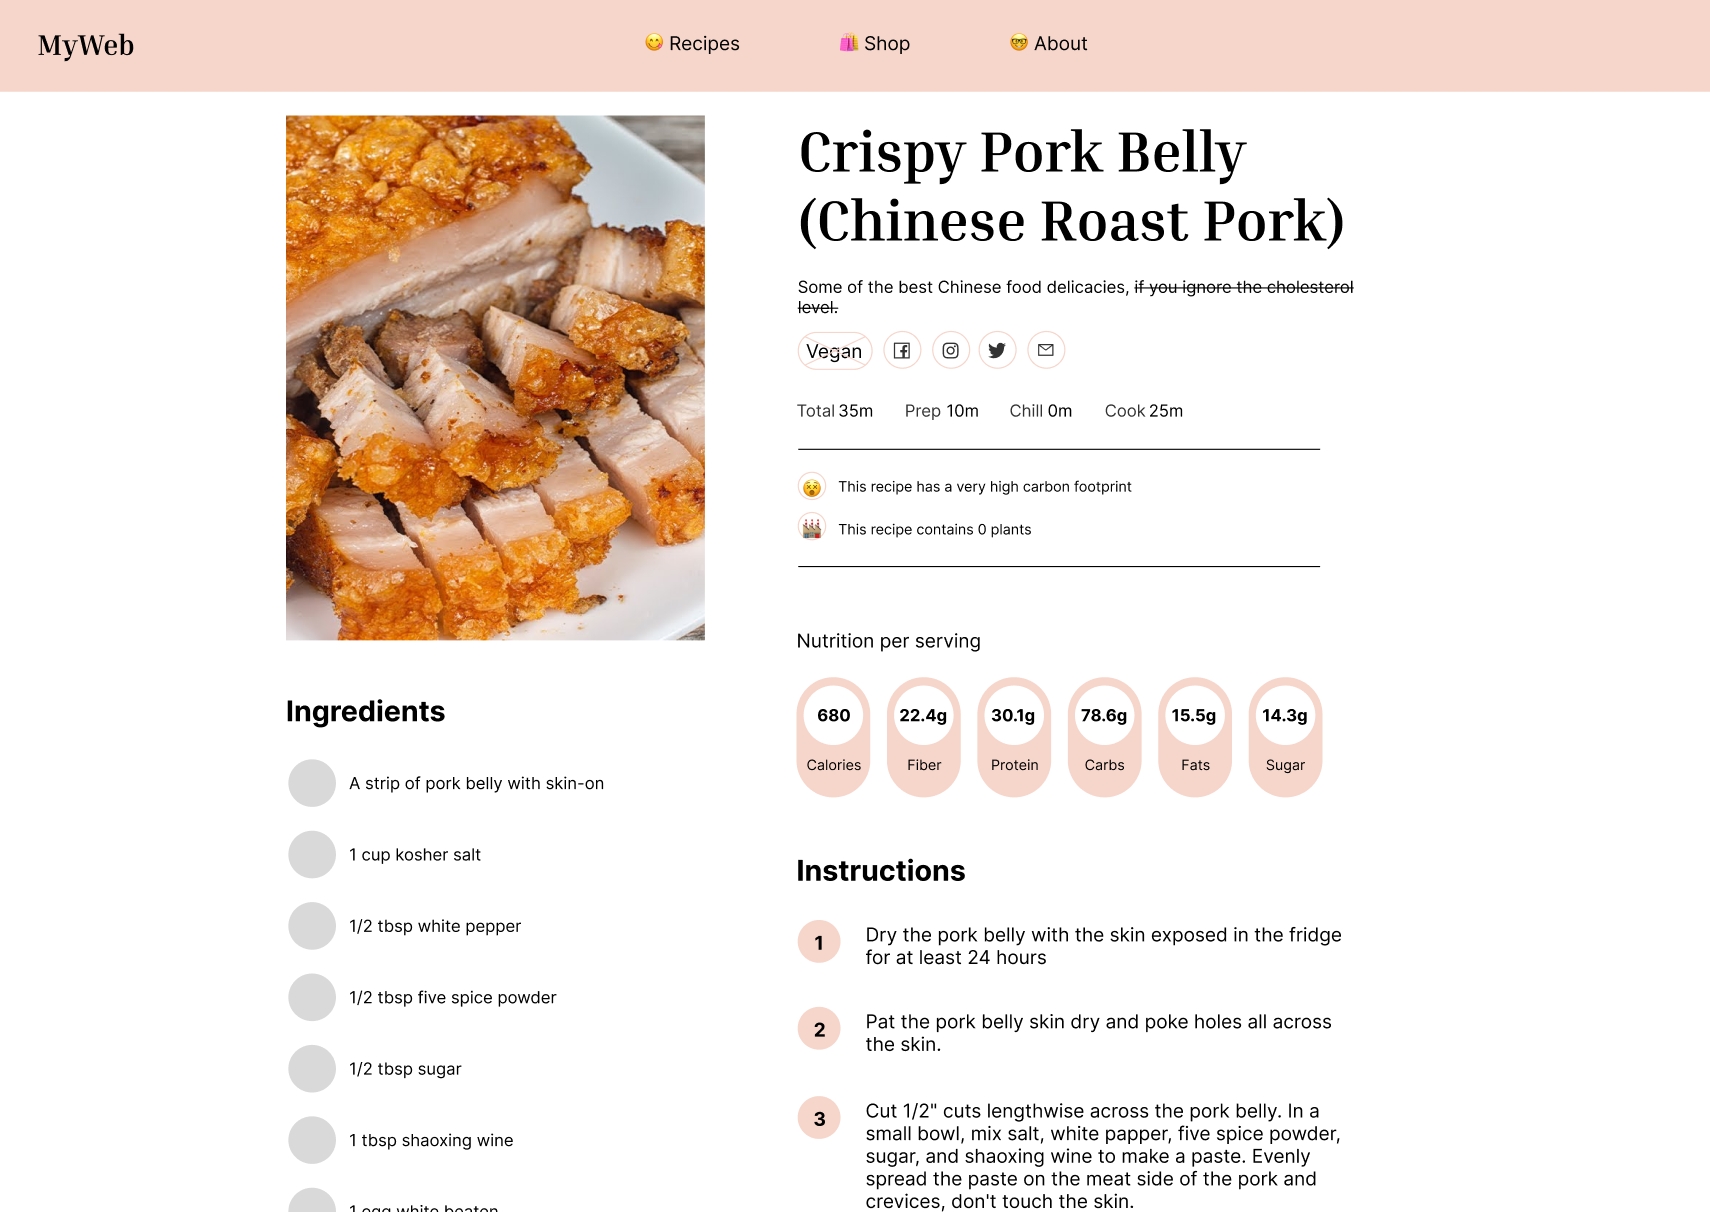 MyWeb
Recipes
Shop
About
Crispy Pork Belly
(Chinese Roast Pork)
Some of the best Chinese food delicacies, if you ignore the cholesterol
level.
Vegan
Total 35m
Prep 10m
Chill 0m
Cook 25m
This recipe has a very high carbon footprint
This recipe contains 0 plants
Nutrition per serving
680
Calories
22.4g
Fiber
30.1g
Protein
78.6g
Carbs
15.5g
Fats
14.3g
Sugar
Ingredients
A strip of pork belly with skin-on
1 cup kosher salt
1/2 tbsp white pepper
1/2 tbsp five spice powder
1/2 tbsp sugar
1 tbsp shaoxing wine
1 egg white beaten
Instructions
1
Dry the pork belly with the skin exposed in the fridge
for at least 24 hours
2
Pat the pork belly skin dry and poke holes all across
the skin.
3
Cut 1/2" cuts lengthwise across the pork belly. In a
small bowl, mix salt, white papper, five spice powder,
sugar, and shaoxing wine to make a paste. Evenly
spread the paste on the meat side of the pork and
crevices, don't touch the skin.